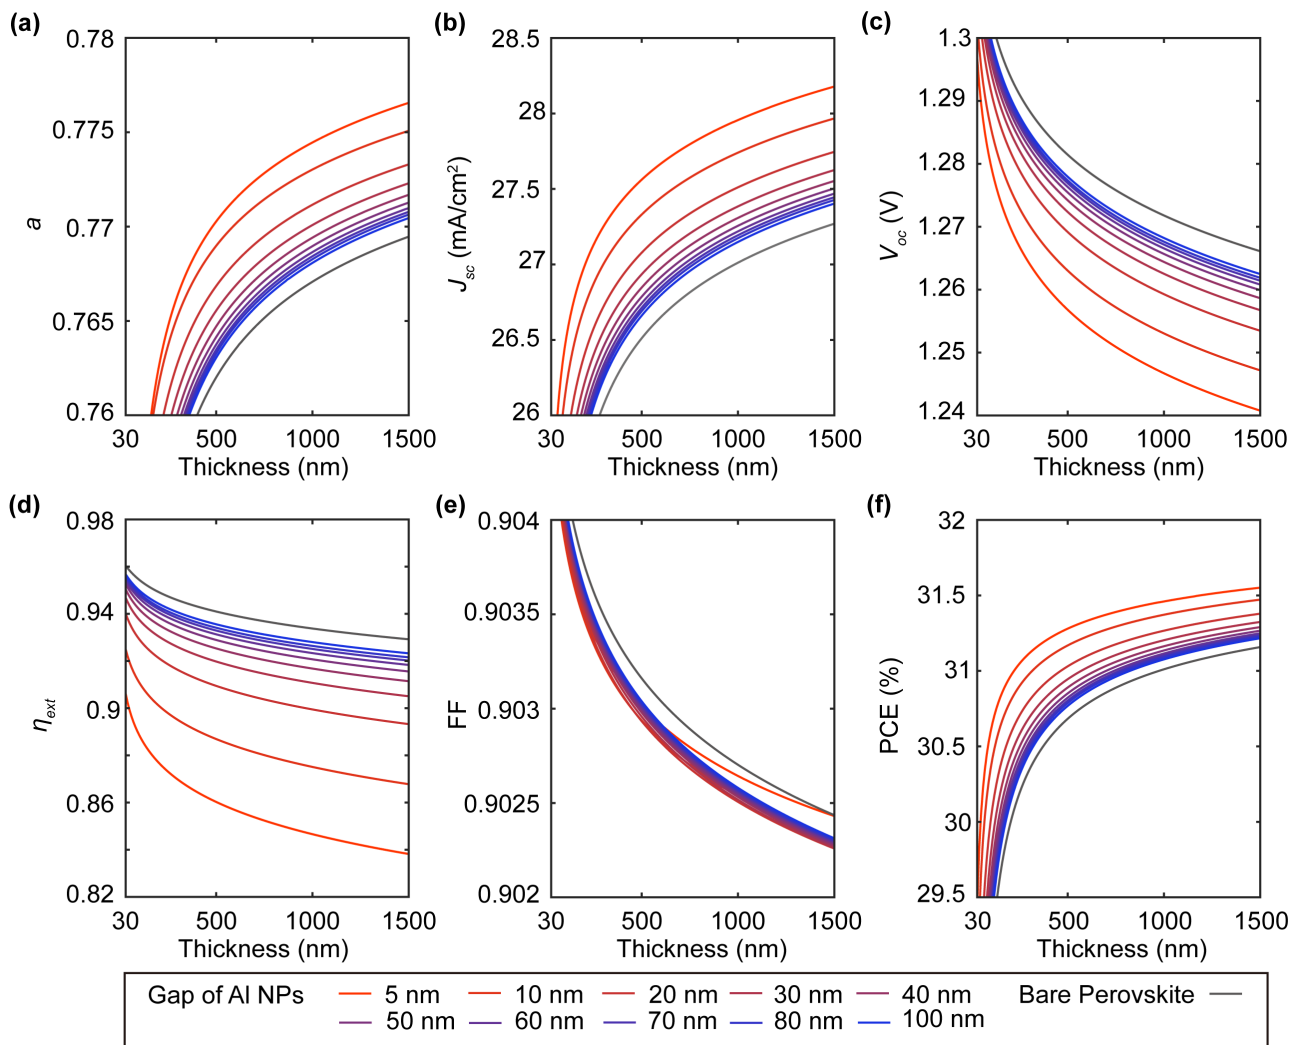 (a)
0.78
0.775
0.77
0.765
0.76
a
30 500 1000 1500
Thickness (nm)
(b)
28.5
28
27.5
27
26.5
26
Jsc (mA/cm²)
30 500 1000 1500
Thickness (nm)
(c)
1.3
1.29
1.28
1.27
1.26
1.25
1.24
Voc (V)
30 500 1000 1500
Thickness (nm)
(d)
0.98
0.94
0.9
0.86
0.82
ηext
30 500 1000 1500
Thickness (nm)
(e)
0.904
0.9035
0.903
0.9025
0.902
FF
30 500 1000 1500
Thickness (nm)
(f)
32
31.5
31
30.5
30
29.5
PCE (%)
30 500 1000 1500
Thickness (nm)
Gap of Al NPs 5 nm 10 nm 20 nm 30 nm 40 nm Bare Perovskite
50 nm 60 nm 70 nm 80 nm 100 nm